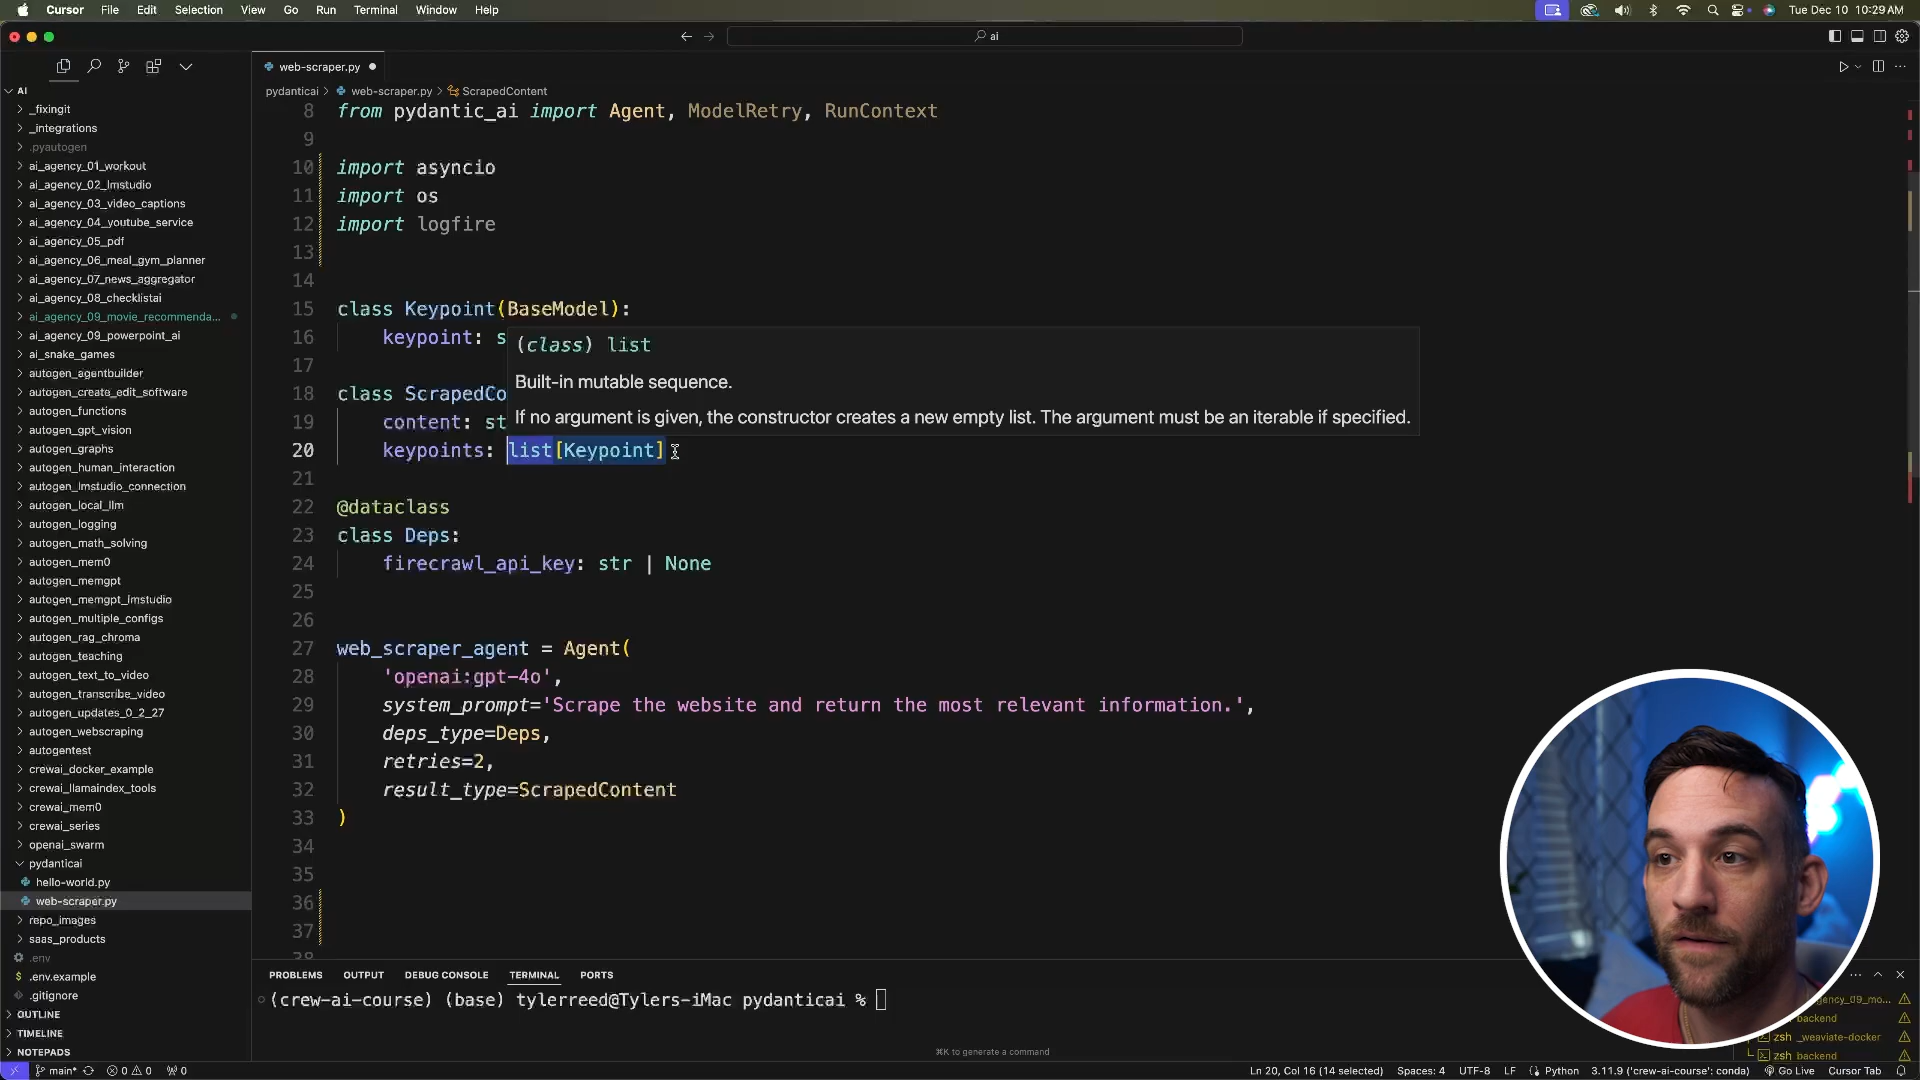 Cursor File Edit Selection View Go Run Terminal Window Help
Tue Dec 10 10:29 AM
ai
web-scraper.py
AI
pydanticai > web-scraper.py > ScrapedContent
_fixingit
_integrations
.pyautogen
ai_agency_01_workout
ai_agency_02_lmstudio
ai_agency_03_video_captions
ai_agency_04_youtube_service
ai_agency_05_pdf
ai_agency_06_meal_gym_planner
ai_agency_07_news_aggregator
ai_agency_08_checklistai
ai_agency_09_movie_recommenda...
ai_agency_09_powerpoint_ai
ai_snake_games
autogen_agentbuilder
autogen_create_edit_software
autogen_functions
autogen_gpt_vision
autogen_graphs
autogen_human_interaction
autogen_lmstudio_connection
autogen_local_llm
autogen_logging
autogen_math_solving
autogen_mem0
autogen_memgpt
autogen_memgpt_lmstudio
autogen_multiple_configs
autogen_rag_chroma
autogen_teaching
autogen_text_to_video
autogen_transcribe_video
autogen_updates_0_2_27
autogen_webscraping
autogentest
crewai_docker_example
crewai_llamaindex_tools
crewai_mem0
crewai_series
openai_swarm
pydanticai
hello-world.py
web-scraper.py
repo_images
saas_products
.env
.env.example
.gitignore
OUTLINE
TIMELINE
NOTEPADS
8 from pydantic_ai import Agent, ModelRetry, RunContext
9
10 import asyncio
11 import os
12 import logfire
13
14
15 class Keypoint(BaseModel):
16 keypoint: s
(class) list
17
Built-in mutable sequence.
18 class ScrapedCo
If no argument is given, the constructor creates a new empty list. The argument must be an iterable if specified.
19 content: st
20 keypoints: list[Keypoint]
21
22 @dataclass
23 class Deps:
24 firecrawl_api_key: str | None
25
26
27 web_scraper_agent = Agent(
28 'openai:gpt-4o',
29 system_prompt='Scrape the website and return the most relevant information.',
30 deps_type=Deps,
31 retries=2,
32 result_type=ScrapedContent
33 )
34
35
36
37
PROBLEMS OUTPUT DEBUG CONSOLE TERMINAL PORTS
(crew-ai-course) (base) tylerreed@Tylers-iMac pydanticai %
gency_09_mo...
backend
zsh _weaviate-docker
zsh backend
⌘K to generate a command
main* 0 0 0 Ln 20, Col 16 (14 selected) Spaces: 4 UTF-8 LF Python 3.11.9 ('crew-ai-course': conda) Go Live Cursor Tab